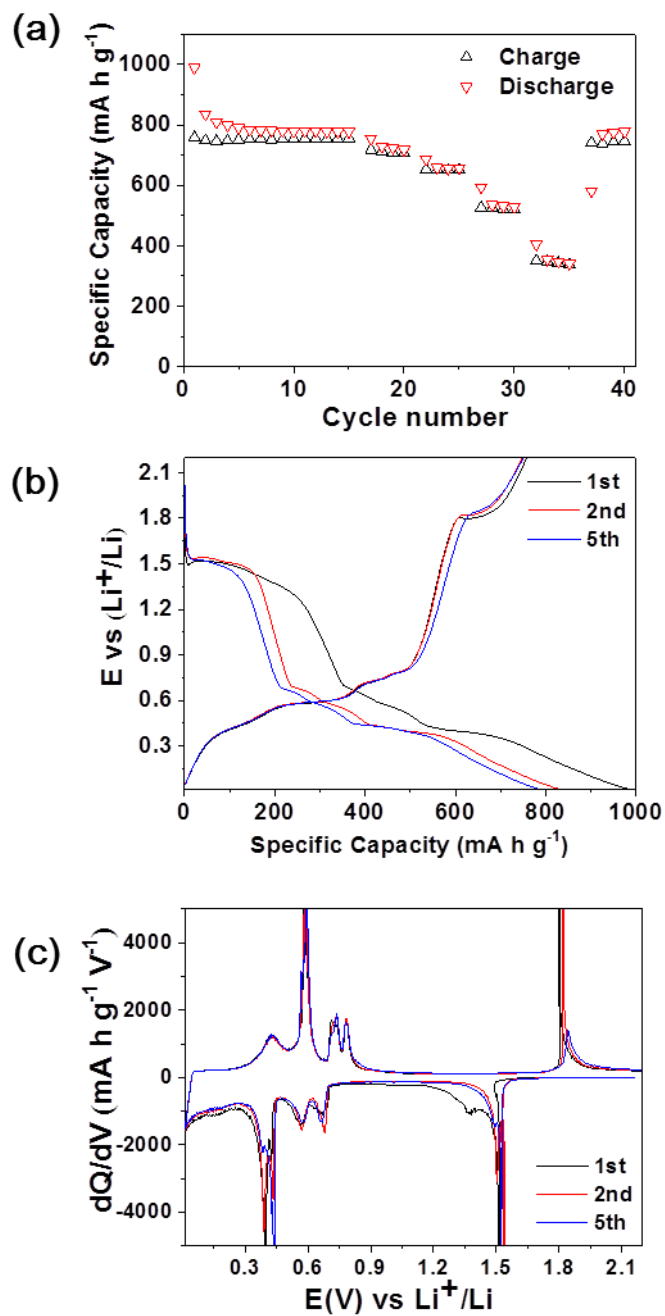 (a)
Charge
Discharge
Specific Capacity (mA h g⁻¹)
1000
800
600
400
200
0
0 10 20 30 40
Cycle number
(b)
1st
2nd
5th
E vs (Li⁺/Li)
2.1
1.8
1.5
1.2
0.9
0.6
0.3
0 200 400 600 800 1000
Specific Capacity (mA h g⁻¹)
(c)
dQ/dV (mA h g⁻¹ V⁻¹)
4000
2000
0
-2000
-4000
1st
2nd
5th
0.3 0.6 0.9 1.2 1.5 1.8 2.1
E(V) vs Li⁺/Li